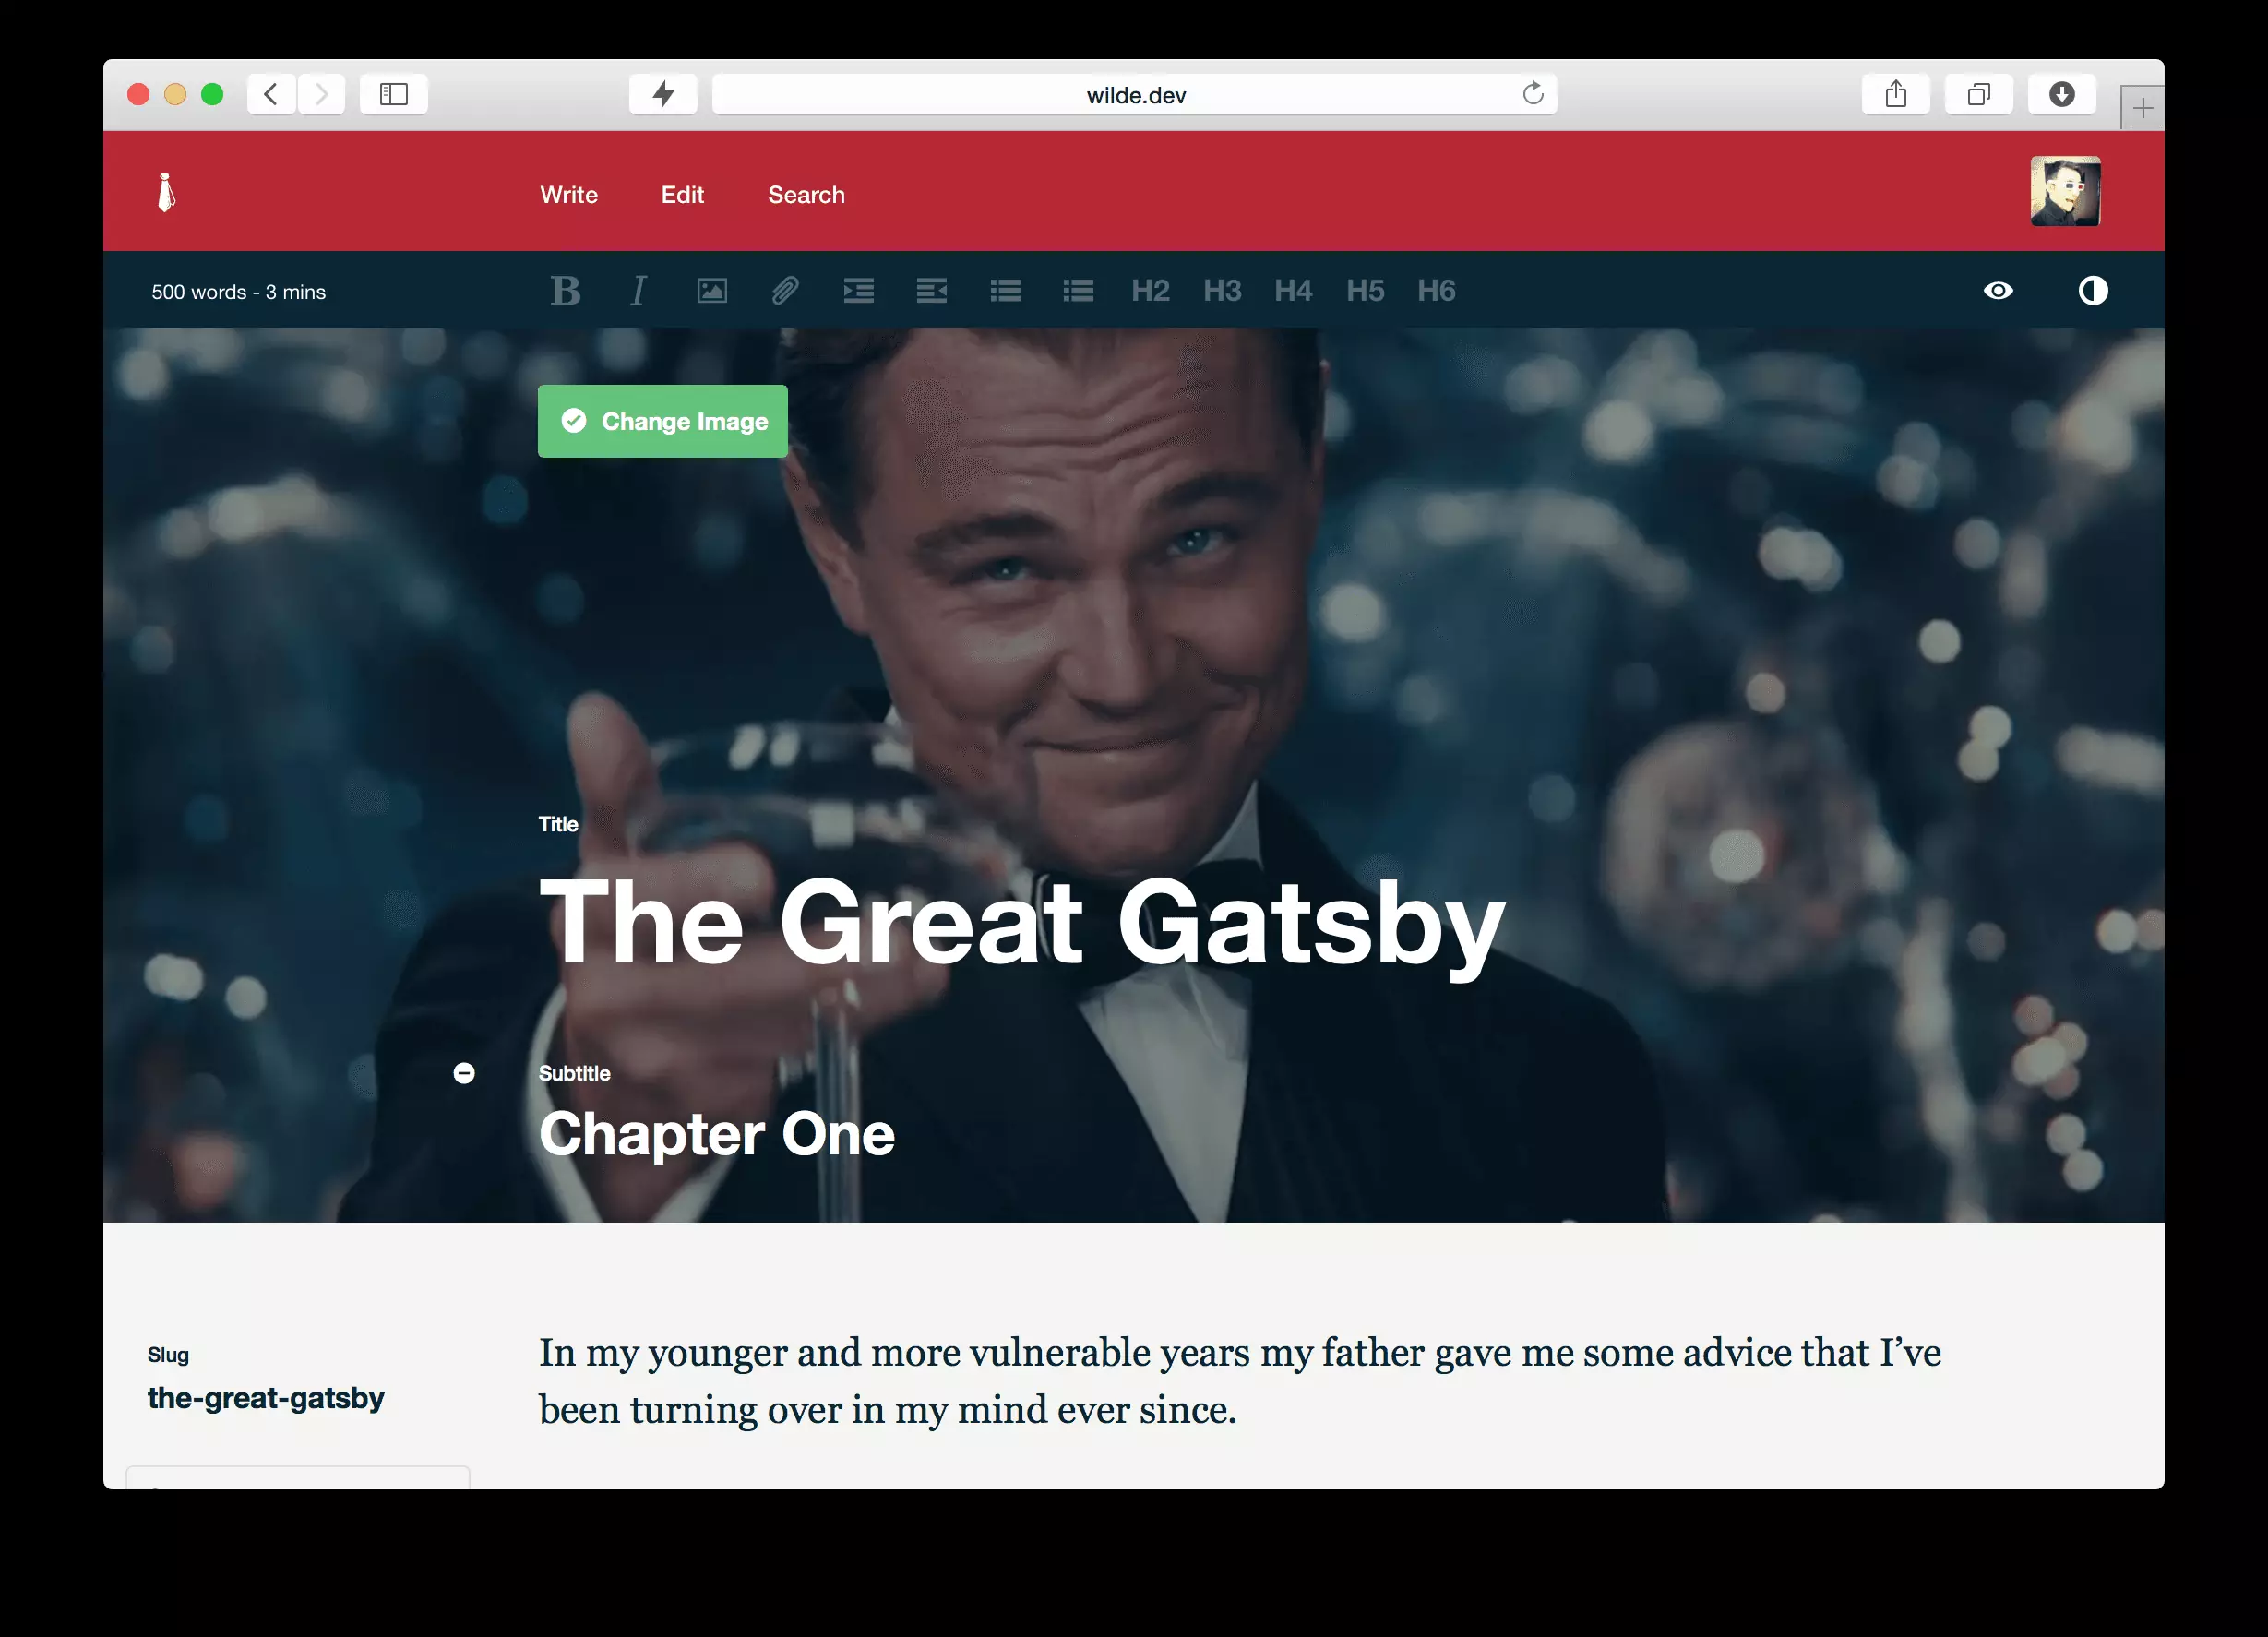 wilde.dev
Write Edit Search
500 words - 3 mins
B I H2 H3 H4 H5 H6
Change Image
Title
The Great Gatsby
Subtitle
Chapter One
Slug
the-great-gatsby
In my younger and more vulnerable years my father gave me some advice that I’ve
been turning over in my mind ever since.